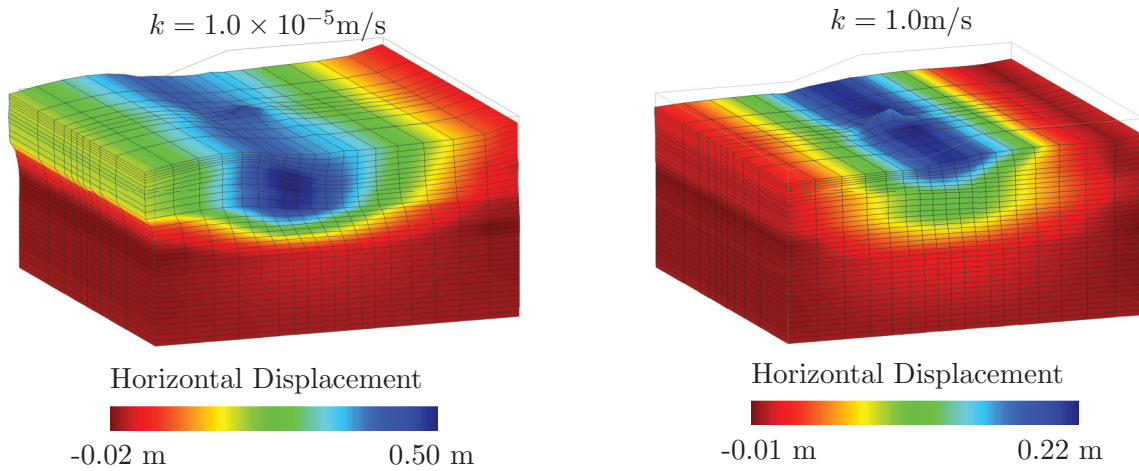 k = 1.0 × 10⁻⁵m/s
Horizontal Displacement
-0.02 m 0.50 m
k = 1.0m/s
Horizontal Displacement
-0.01 m 0.22 m